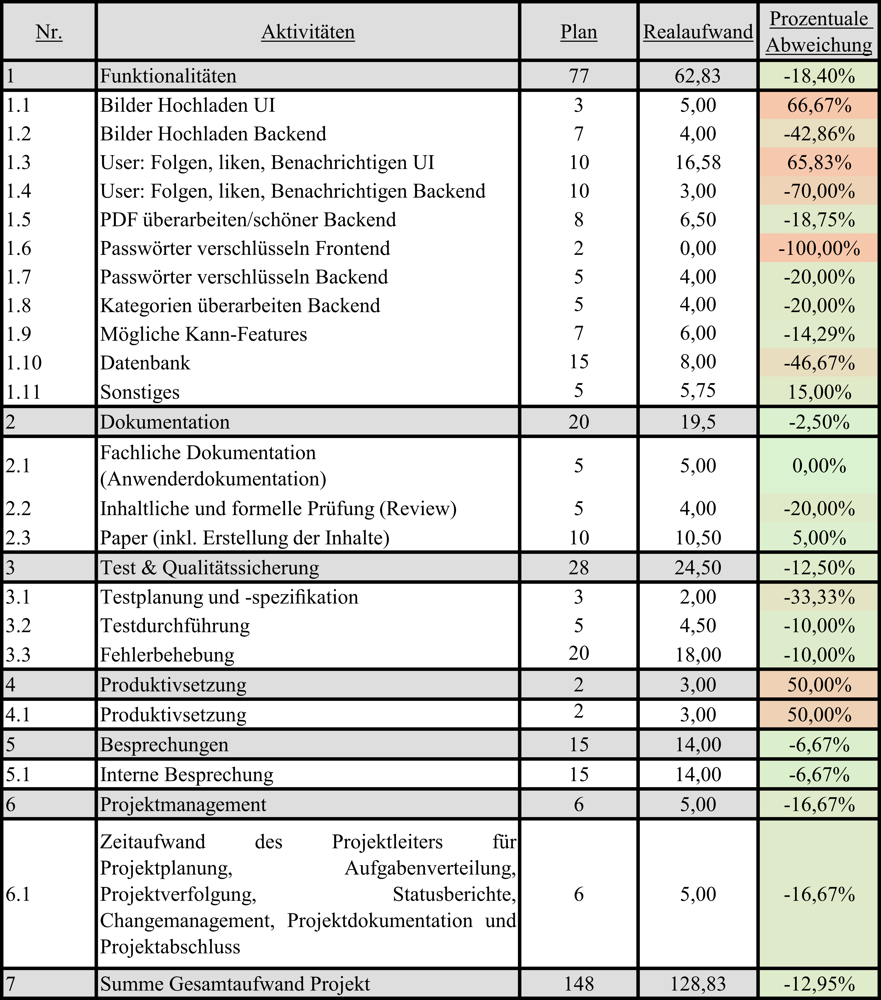 Nr. Aktivitäten Plan Realaufwand Prozentuale Abweichung
1 Funktionalitäten 77 62,83 -18,40%
1.1 Bilder Hochladen UI 3 5,00 66,67%
1.2 Bilder Hochladen Backend 7 4,00 -42,86%
1.3 User: Folgen, liken, Benachrichtigen UI 10 16,58 65,83%
1.4 User: Folgen, liken, Benachrichtigen Backend 10 3,00 -70,00%
1.5 PDF überarbeiten/schöner Backend 8 6,50 -18,75%
1.6 Passwörter verschlüsseln Frontend 2 0,00 -100,00%
1.7 Passwörter verschlüsseln Backend 5 4,00 -20,00%
1.8 Kategorien überarbeiten Backend 5 4,00 -20,00%
1.9 Mögliche Kann-Features 7 6,00 -14,29%
1.10 Datenbank 15 8,00 -46,67%
1.11 Sonstiges 5 5,75 15,00%
2 Dokumentation 20 19,5 -2,50%
2.1 Fachliche Dokumentation
(Anwenderdokumentation) 5 5,00 0,00%
2.2 Inhaltliche und formelle Prüfung (Review) 5 4,00 -20,00%
2.3 Paper (inkl. Erstellung der Inhalte) 10 10,50 5,00%
3 Test & Qualitätssicherung 28 24,50 -12,50%
3.1 Testplanung und -spezifikation 3 2,00 -33,33%
3.2 Testdurchführung 5 4,50 -10,00%
3.3 Fehlerbehebung 20 18,00 -10,00%
4 Produktivsetzung 2 3,00 50,00%
4.1 Produktivsetzung 2 3,00 50,00%
5 Besprechungen 15 14,00 -6,67%
5.1 Interne Besprechung 15 14,00 -6,67%
6 Projektmanagement 6 5,00 -16,67%
6.1 Zeitaufwand des Projektleiters für
Projektplanung, Aufgabenverteilung,
Projektverfolgung, Statusberichte,
Changemanagement, Projektdokumentation und
Projektabschluss 6 5,00 -16,67%
7 Summe Gesamtaufwand Projekt 148 128,83 -12,95%